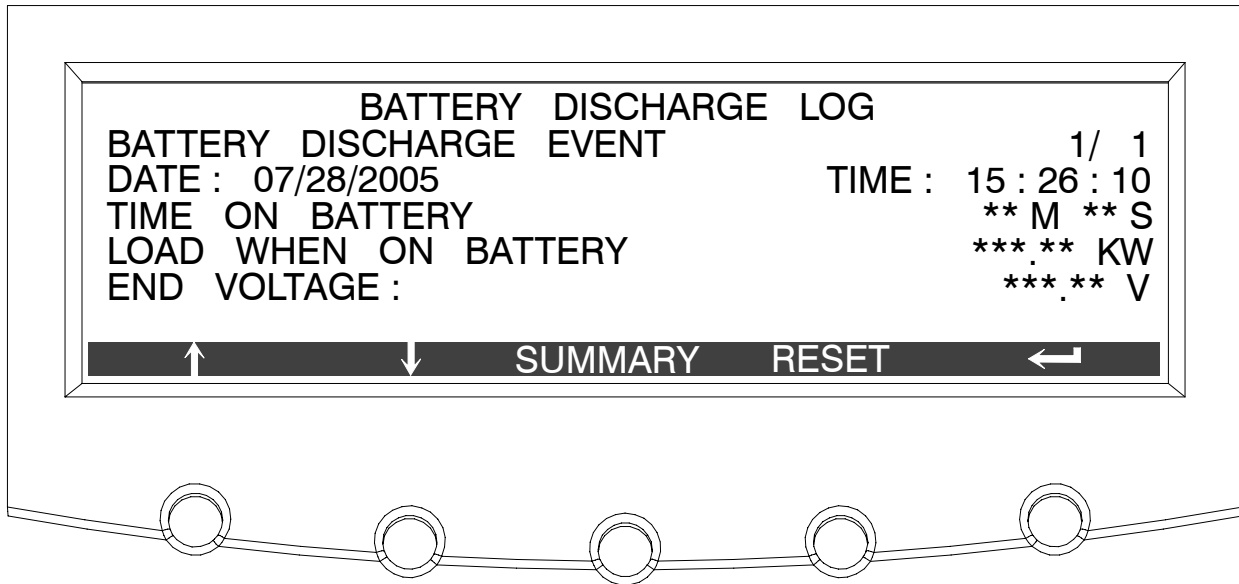 BATTERY DISCHARGE LOG
BATTERY DISCHARGE EVENT 1/ 1
DATE : 07/28/2005 TIME : 15 : 26 : 10
TIME ON BATTERY ** M ** S
LOAD WHEN ON BATTERY ***.** KW
END VOLTAGE : ***.** V
↑ ↓ SUMMARY RESET ↵